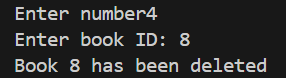 Enter number4
Enter book ID: 8
Book 8 has been deleted